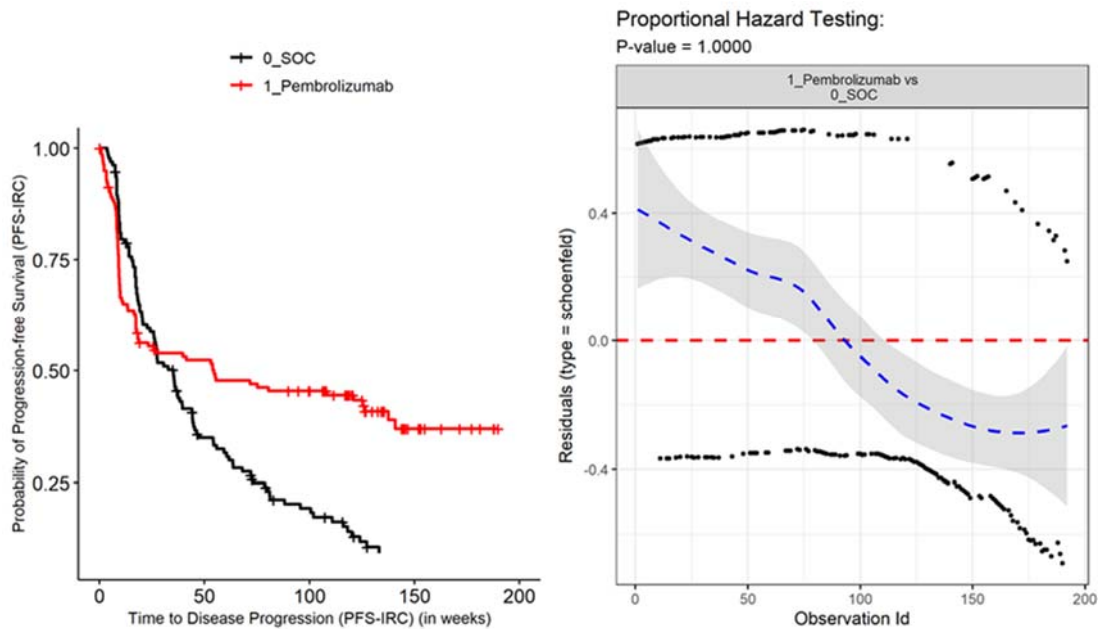 0_SOC
1_Pembrolizumab
Probability of Progression-free Survival (PFS-IRC)
1.00
0.75
0.50
0.25
0
50
100
150
200
Time to Disease Progression (PFS-IRC) (in weeks)
Proportional Hazard Testing:
P-value = 1.0000
1_Pembrolizumab vs
0_SOC
Residuals (type = schoenfeld)
0.4
0.0
-0.4
0
50
100
150
200
Observation Id